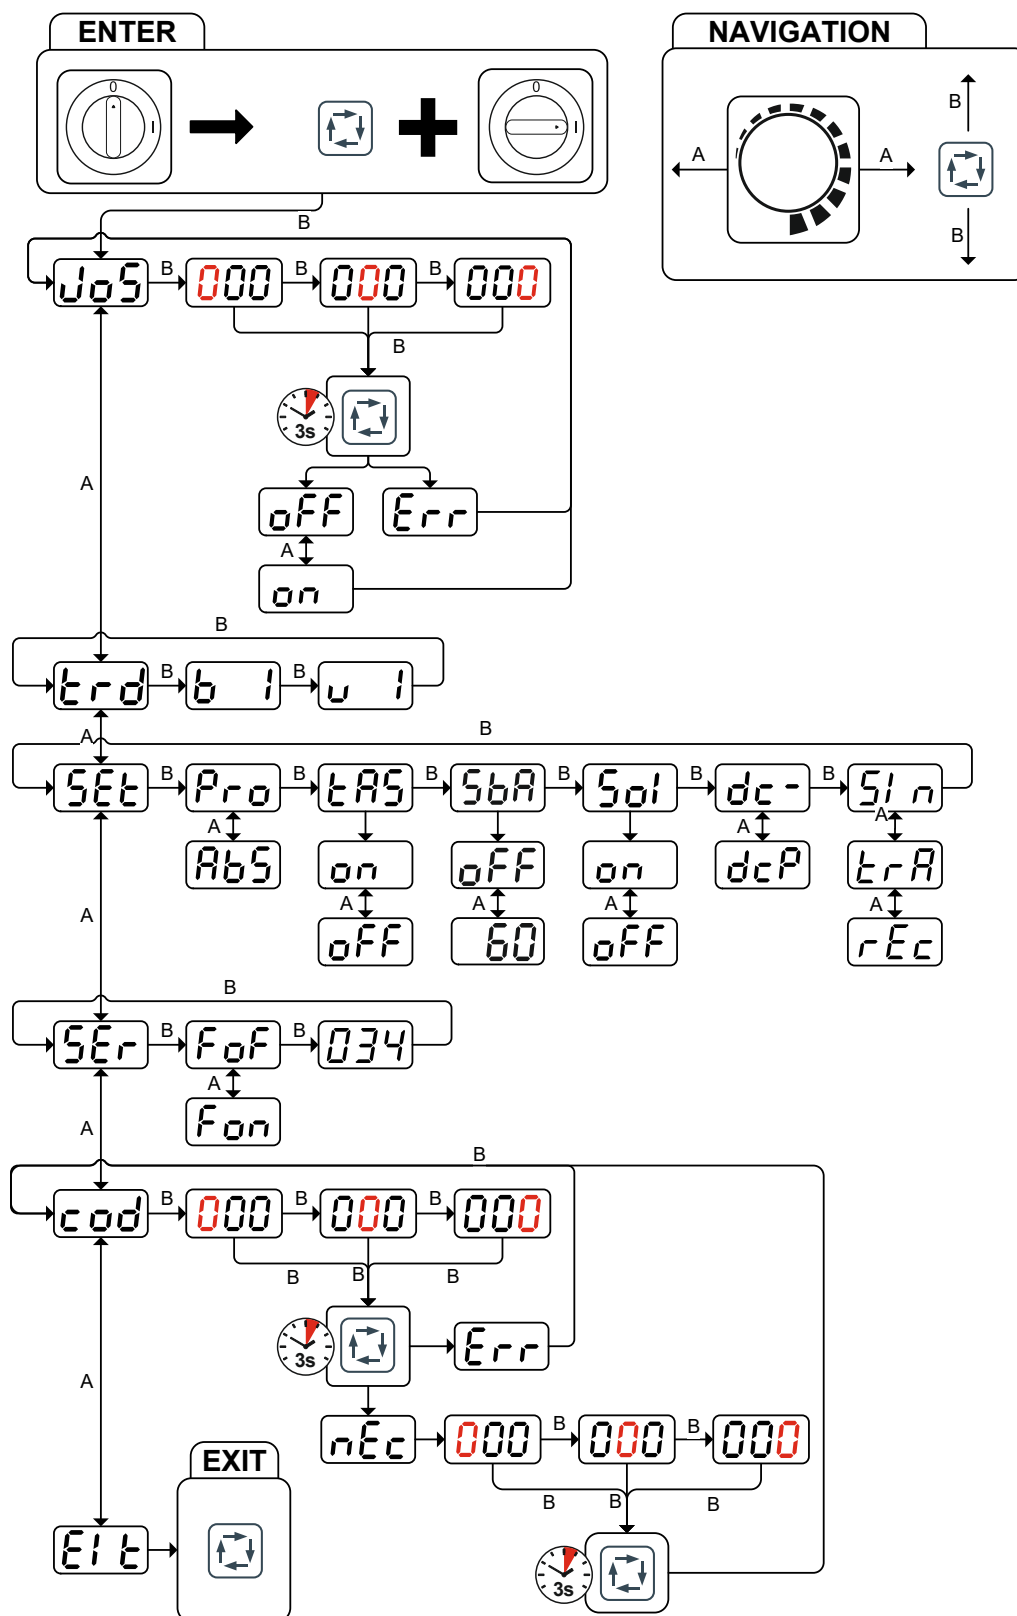 ENTER
NAVIGATION
0
I
0
I
B
A
A
B
B
JoS
B
000
B
000
B
000
B
3s
A
oFF
Err
A
on
B
trd
B
b 1
B
u 1
A
B
SEt
B
Pro
B
tAS
B
SbA
B
Sol
B
dc-
B
SIn
A
A
A
AbS
on
oFF
on
dcP
trA
A
A
A
A
A
oFF
60
oFF
rEc
B
SEr
B
FoF
B
034
A
Fon
A
B
cod
B
000
B
000
B
000
B
B
B
3s
Err
A
nEc
000
B
000
B
000
B
B
B
EXIT
EIt
3s